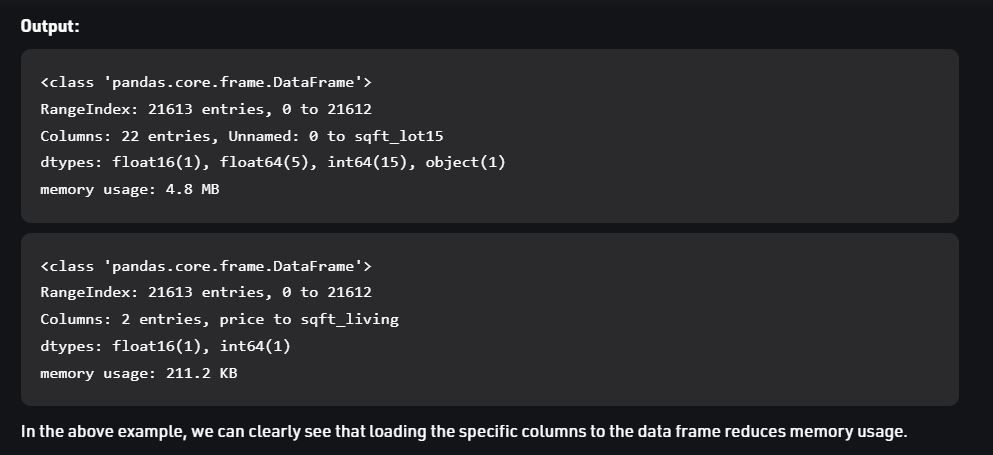 Output:
<class 'pandas.core.frame.DataFrame'>
RangeIndex: 21613 entries, 0 to 21612
Columns: 22 entries, Unnamed: 0 to sqft_lot15
dtypes: float16(1), float64(5), int64(15), object(1)
memory usage: 4.8 MB
<class 'pandas.core.frame.DataFrame'>
RangeIndex: 21613 entries, 0 to 21612
Columns: 2 entries, price to sqft_living
dtypes: float16(1), int64(1)
memory usage: 211.2 KB
In the above example, we can clearly see that loading the specific columns to the data frame reduces memory usage.